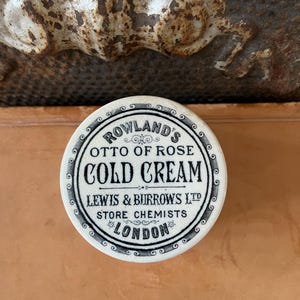 ROWLAND'S
OTTO OF ROSE
COLD CREAM
LEWIS & BURROWS LTD
STORE CHEMISTS
LONDON